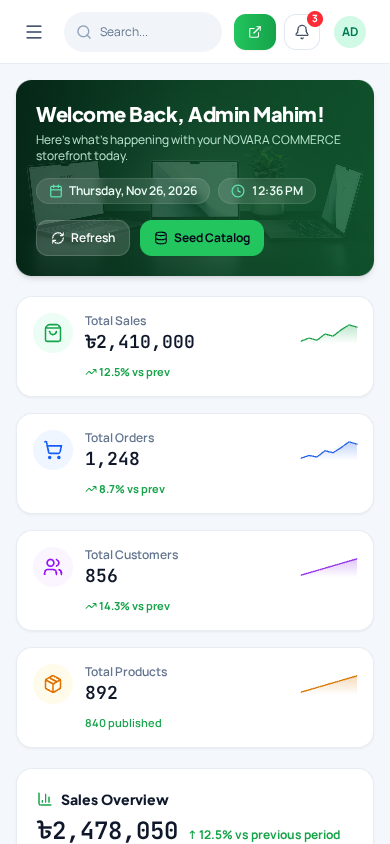 Search...
3
AD
Welcome Back, Admin Mahim!
Here's what's happening with your NOVARA COMMERCE
storefront today.
Thursday, Nov 26, 2026
12:36 PM
Refresh
Seed Catalog
Total Sales
৳2,410,000
12.5% vs prev
Total Orders
1,248
8.7% vs prev
Total Customers
856
14.3% vs prev
Total Products
892
840 published
Sales Overview
৳2,478,050 ↑ 12.5% vs previous period